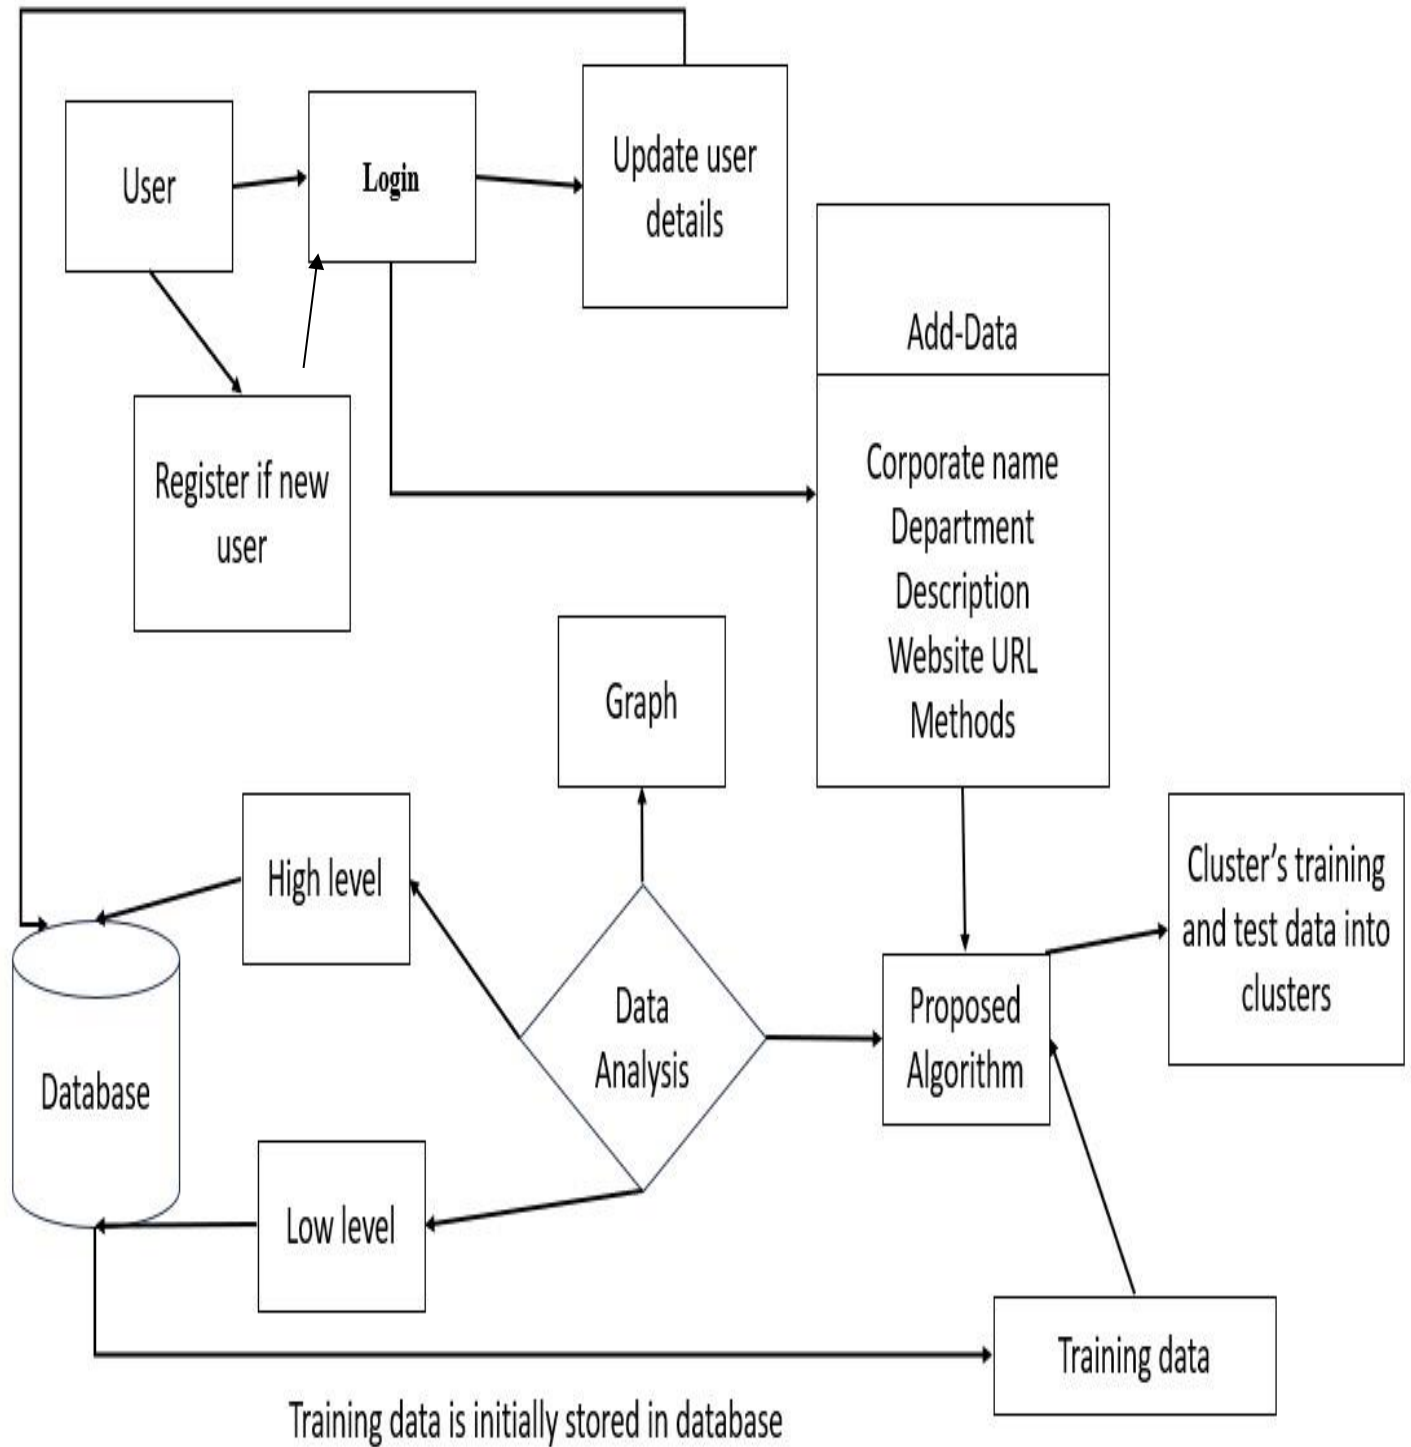 User
Login
Update user
details
Add-Data
Register if new
user
Corporate name
Department
Description
Website URL
Methods
Graph
High level
Cluster’s training
and test data into
clusters
Data
Analysis
Proposed
Algorithm
Database
Low level
Training data
Training data is initially stored in database